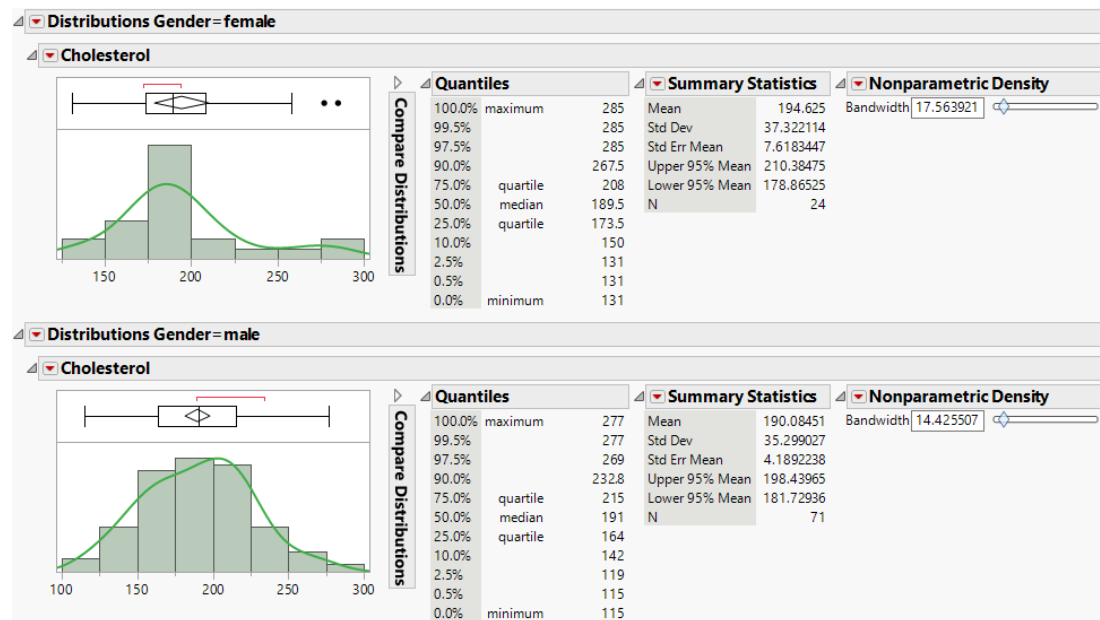 Distributions Gender=female
Cholesterol
150 200 250 300
Compare Distributions
Quantiles
100.0% maximum 285
99.5% 285
97.5% 285
90.0% 267.5
75.0% quartile 208
50.0% median 189.5
25.0% quartile 173.5
10.0% 150
2.5% 131
0.5% 131
0.0% minimum 131
Summary Statistics
Mean 194.625
Std Dev 37.322114
Std Err Mean 7.6183447
Upper 95% Mean 210.38475
Lower 95% Mean 178.86525
N 24
Nonparametric Density
Bandwidth 17.563921
Distributions Gender=male
Cholesterol
100 150 200 250 300
Compare Distributions
Quantiles
100.0% maximum 277
99.5% 277
97.5% 269
90.0% 232.8
75.0% quartile 215
50.0% median 191
25.0% quartile 164
10.0% 142
2.5% 119
0.5% 115
0.0% minimum 115
Summary Statistics
Mean 190.08451
Std Dev 35.299027
Std Err Mean 4.1892238
Upper 95% Mean 198.43965
Lower 95% Mean 181.72936
N 71
Nonparametric Density
Bandwidth 14.425507